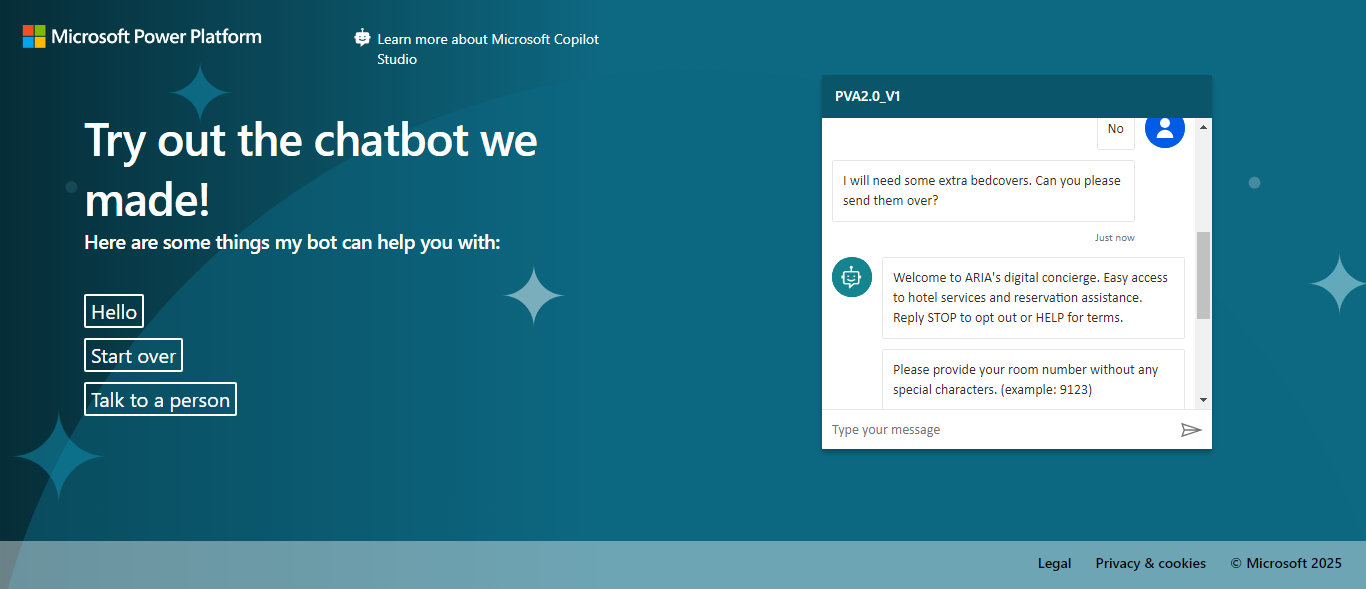 Microsoft Power Platform
Learn more about Microsoft Copilot
Studio
Try out the chatbot we
made!
Here are some things my bot can help you with:
Hello
Start over
Talk to a person
PVA2.0_V1
No
I will need some extra bedcovers. Can you please
send them over?
Just now
Welcome to ARIA's digital concierge. Easy access
to hotel services and reservation assistance.
Reply STOP to opt out or HELP for terms.
Please provide your room number without any
special characters. (example: 9123)
Type your message
Legal
Privacy & cookies
© Microsoft 2025